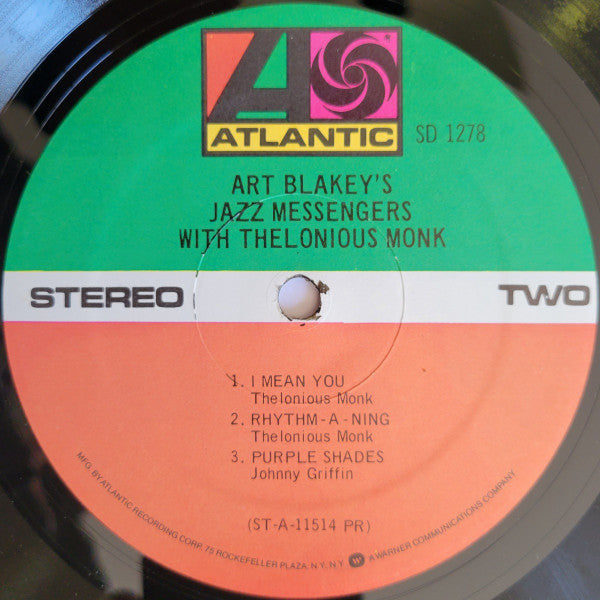 ATLANTIC
SD 1278
ART BLAKEY'S
JAZZ MESSENGERS
WITH THELONIOUS MONK
STEREO
TWO
1. I MEAN YOU
Thelonious Monk
2. RHYTHM-A-NING
Thelonious Monk
3. PURPLE SHADES
Johnny Griffin
(ST-A-11514 PR)
MFG. BY ATLANTIC RECORDING CORP. 75 ROCKEFELLER PLAZA, N.Y. N.Y. A WARNER COMMUNICATIONS COMPANY